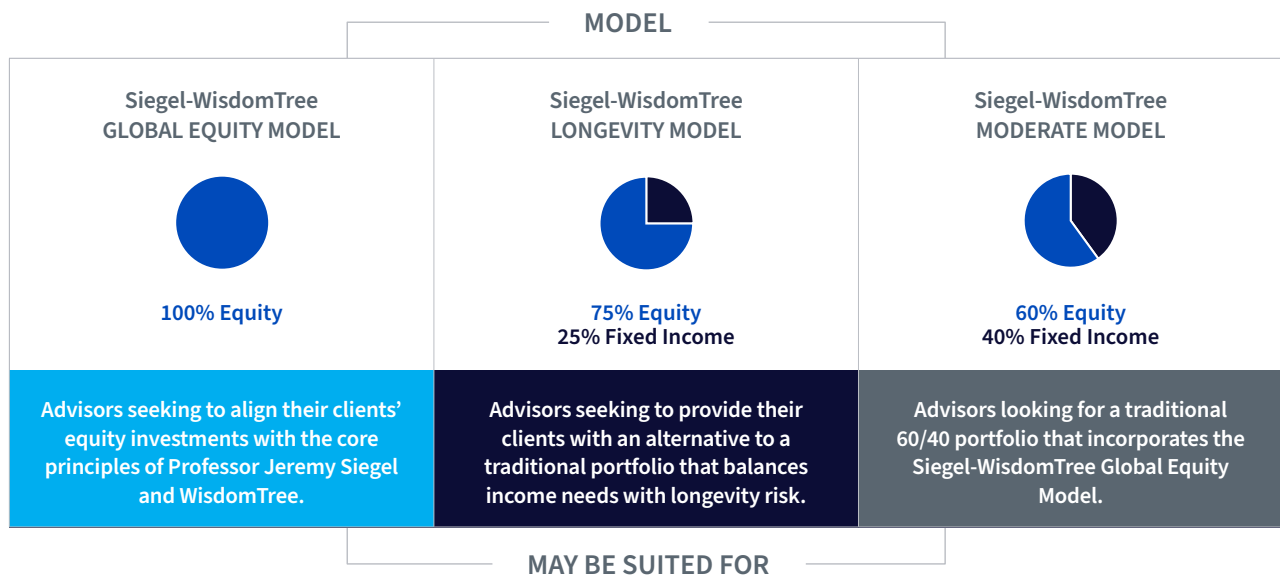 MODEL
Siegel-WisdomTree
GLOBAL EQUITY MODEL
100% Equity
Advisors seeking to align their clients’
equity investments with the core
principles of Professor Jeremy Siegel
and WisdomTree.
Siegel-WisdomTree
LONGEVITY MODEL
75% Equity
25% Fixed Income
Advisors seeking to provide their
clients with an alternative to a
traditional portfolio that balances
income needs with longevity risk.
Siegel-WisdomTree
MODERATE MODEL
60% Equity
40% Fixed Income
Advisors looking for a traditional
60/40 portfolio that incorporates the
Siegel-WisdomTree Global Equity
Model.
MAY BE SUITED FOR